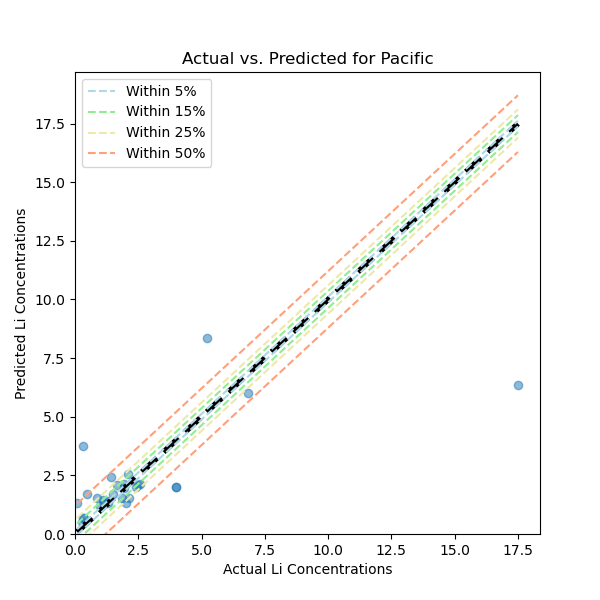 Actual vs. Predicted for Pacific
Within 5%
Within 15%
Within 25%
Within 50%
Predicted Li Concentrations
17.5
15.0
12.5
10.0
7.5
5.0
2.5
0.0
0.0 2.5 5.0 7.5 10.0 12.5 15.0 17.5
Actual Li Concentrations